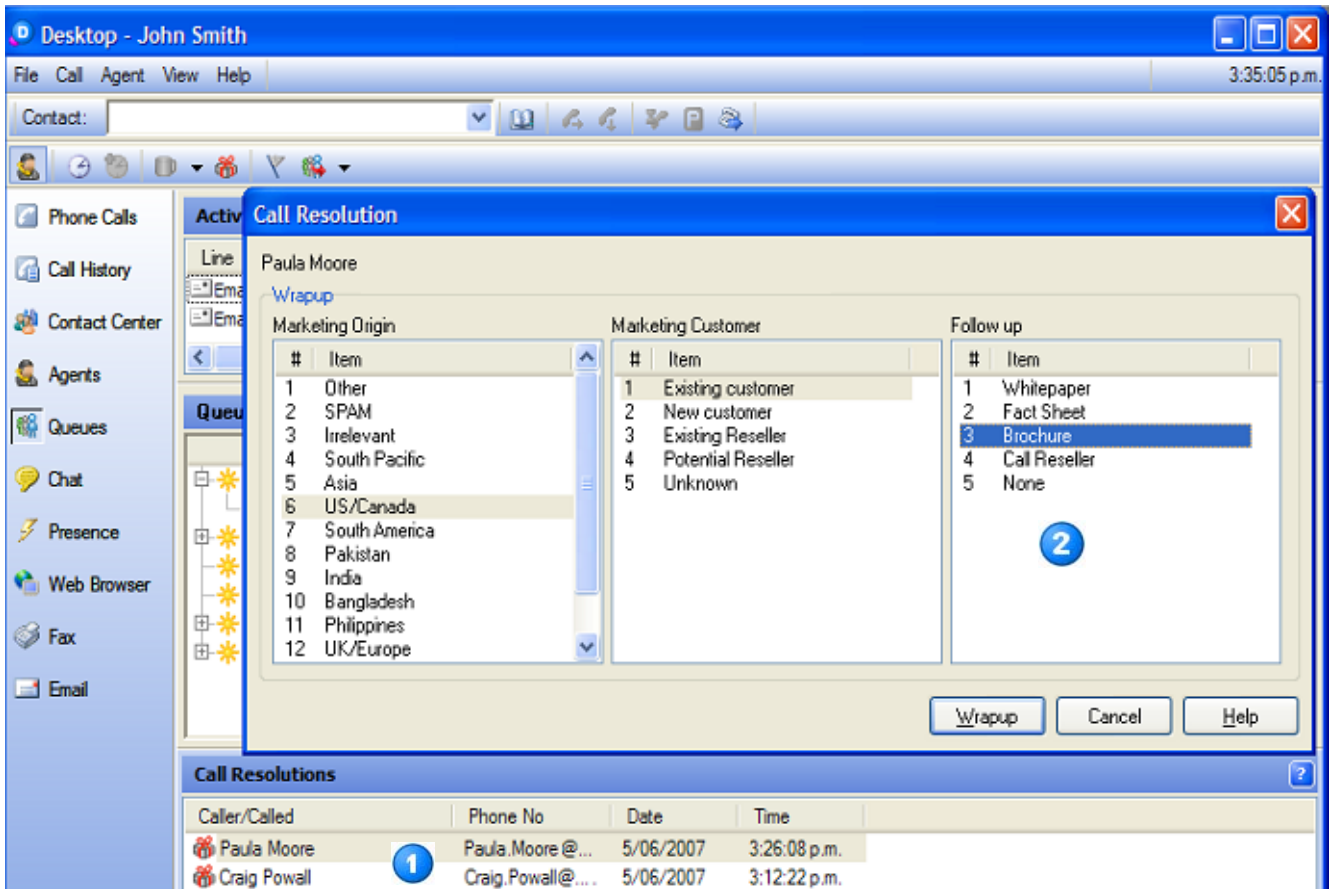 Desktop - John Smith
File Call Agent View Help 3:35:05 p.m.
Contact:
Phone Calls
Call History
Contact Center
Agents
Queues
Chat
Presence
Web Browser
Fax
Email
Activ
Line
Ema
Ema
Queu
Call Resolution
Paula Moore
Wrapup
Marketing Origin
# Item
1 Other
2 SPAM
3 Irrelevant
4 South Pacific
5 Asia
6 US/Canada
7 South America
8 Pakistan
9 India
10 Bangladesh
11 Philippines
12 UK/Europe
Marketing Customer
# Item
1 Existing customer
2 New customer
3 Existing Reseller
4 Potential Reseller
5 Unknown
Follow up
# Item
1 Whitepaper
2 Fact Sheet
3 Brochure
4 Call Reseller
5 None
2
Wrapup Cancel Help
Call Resolutions
Caller/Called Phone No Date Time
Paula Moore Paula.Moore@... 5/06/2007 3:26:08 p.m.
1
Craig Powall Craig.Powall@... 5/06/2007 3:12:22 p.m.